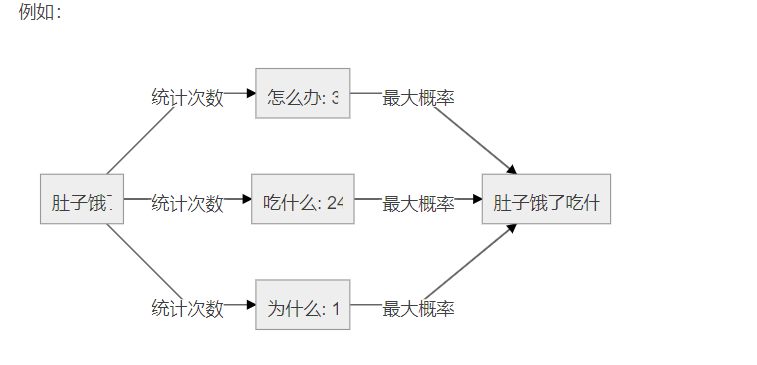 例如：
统计次数
怎么办: 3
最大概率
肚子饿
统计次数
吃什么: 24
最大概率
肚子饿了吃什
统计次数
为什么: 1
最大概率